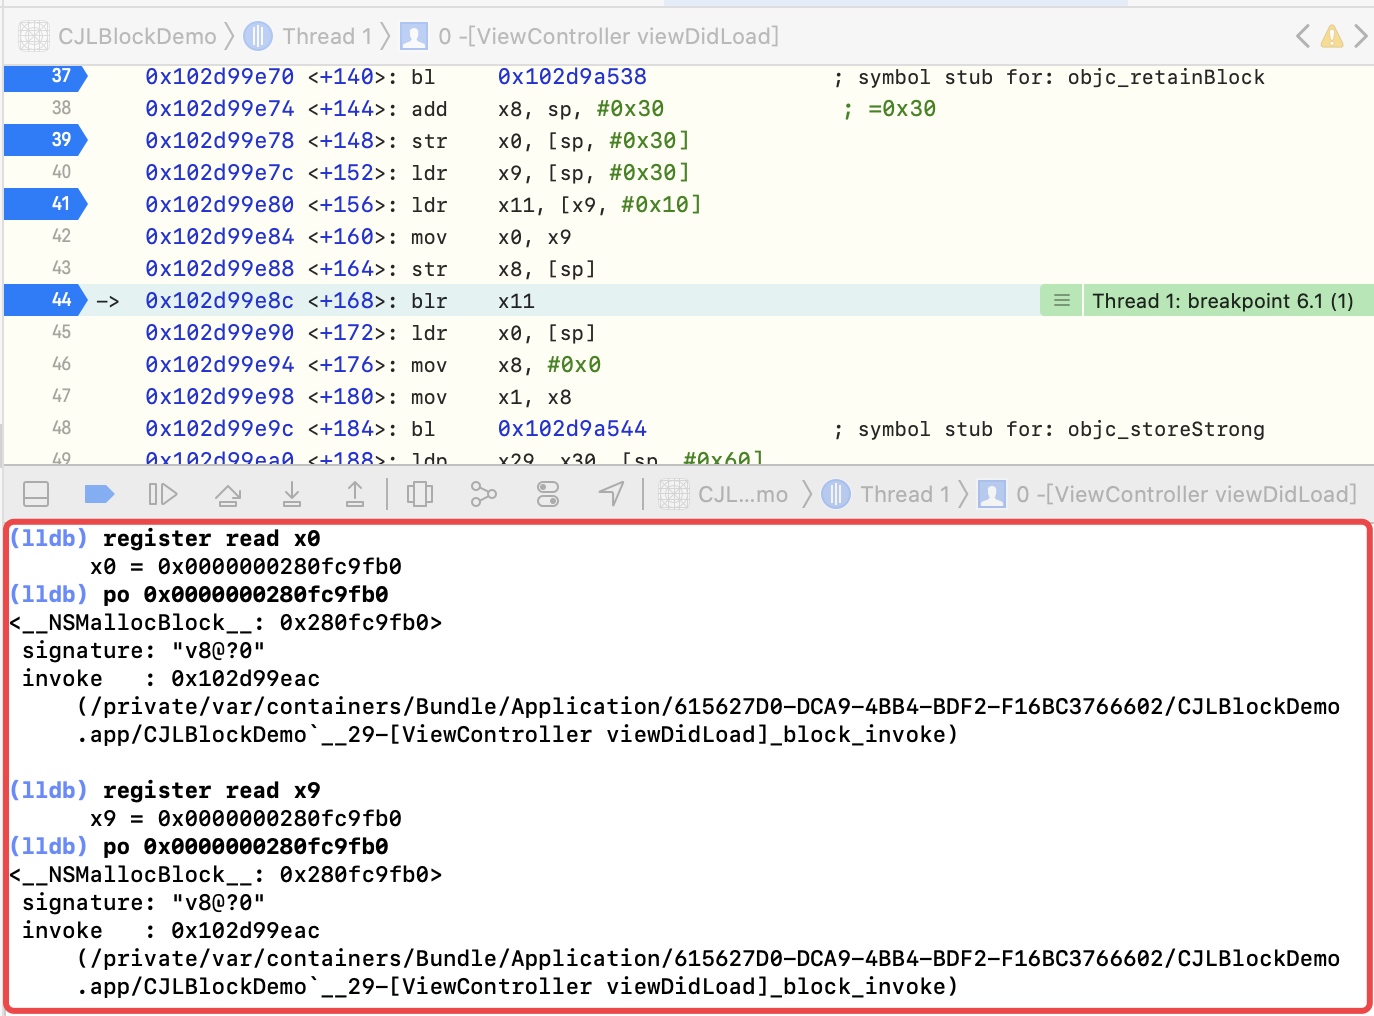 CJLBlockDemo 〉 Thread 1 〉 0 -[ViewController viewDidLoad]
37 0x102d99e70 <+140>: bl 0x102d9a538 ; symbol stub for: objc_retainBlock
38 0x102d99e74 <+144>: add x8, sp, #0x30 ; =0x30
39 0x102d99e78 <+148>: str x0, [sp, #0x30]
40 0x102d99e7c <+152>: ldr x9, [sp, #0x30]
41 0x102d99e80 <+156>: ldr x11, [x9, #0x10]
42 0x102d99e84 <+160>: mov x0, x9
43 0x102d99e88 <+164>: str x8, [sp]
44 -> 0x102d99e8c <+168>: blr x11 Thread 1: breakpoint 6.1 (1)
45 0x102d99e90 <+172>: ldr x0, [sp]
46 0x102d99e94 <+176>: mov x8, #0x0
47 0x102d99e98 <+180>: mov x1, x8
48 0x102d99e9c <+184>: bl 0x102d9a544 ; symbol stub for: objc_storeStrong
49 0x102d99ea0 <+188>: ldp x29, x30, [sp, #0x60]
CJL...mo 〉 Thread 1 〉 0 -[ViewController viewDidLoad]
(lldb) register read x0
x0 = 0x0000000280fc9fb0
(lldb) po 0x0000000280fc9fb0
<__NSMallocBlock__: 0x280fc9fb0>
signature: "v8@?0"
invoke : 0x102d99eac
(/private/var/containers/Bundle/Application/615627D0-DCA9-4BB4-BDF2-F16BC3766602/CJLBlockDemo
.app/CJLBlockDemo`__29-[ViewController viewDidLoad]_block_invoke)
(lldb) register read x9
x9 = 0x0000000280fc9fb0
(lldb) po 0x0000000280fc9fb0
<__NSMallocBlock__: 0x280fc9fb0>
signature: "v8@?0"
invoke : 0x102d99eac
(/private/var/containers/Bundle/Application/615627D0-DCA9-4BB4-BDF2-F16BC3766602/CJLBlockDemo
.app/CJLBlockDemo`__29-[ViewController viewDidLoad]_block_invoke)